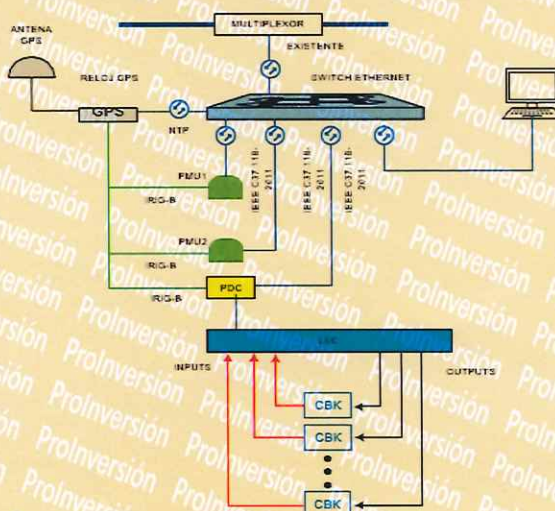 MULTIPLEXOR
ANTENA
GPS
EXISTENTE
RELOJ GPS
SWITCH ETHERNET
GPS
NTP
PMU1
IRIG-B
IEEE C37.118-
2011
IEEE C37.118-
2011
IEEE C37.118-
2011
PMU2
IRIG-B
PDC
IRIG-B
INPUTS
OUTPUTS
CBK
CBK
CBK
ProInversión